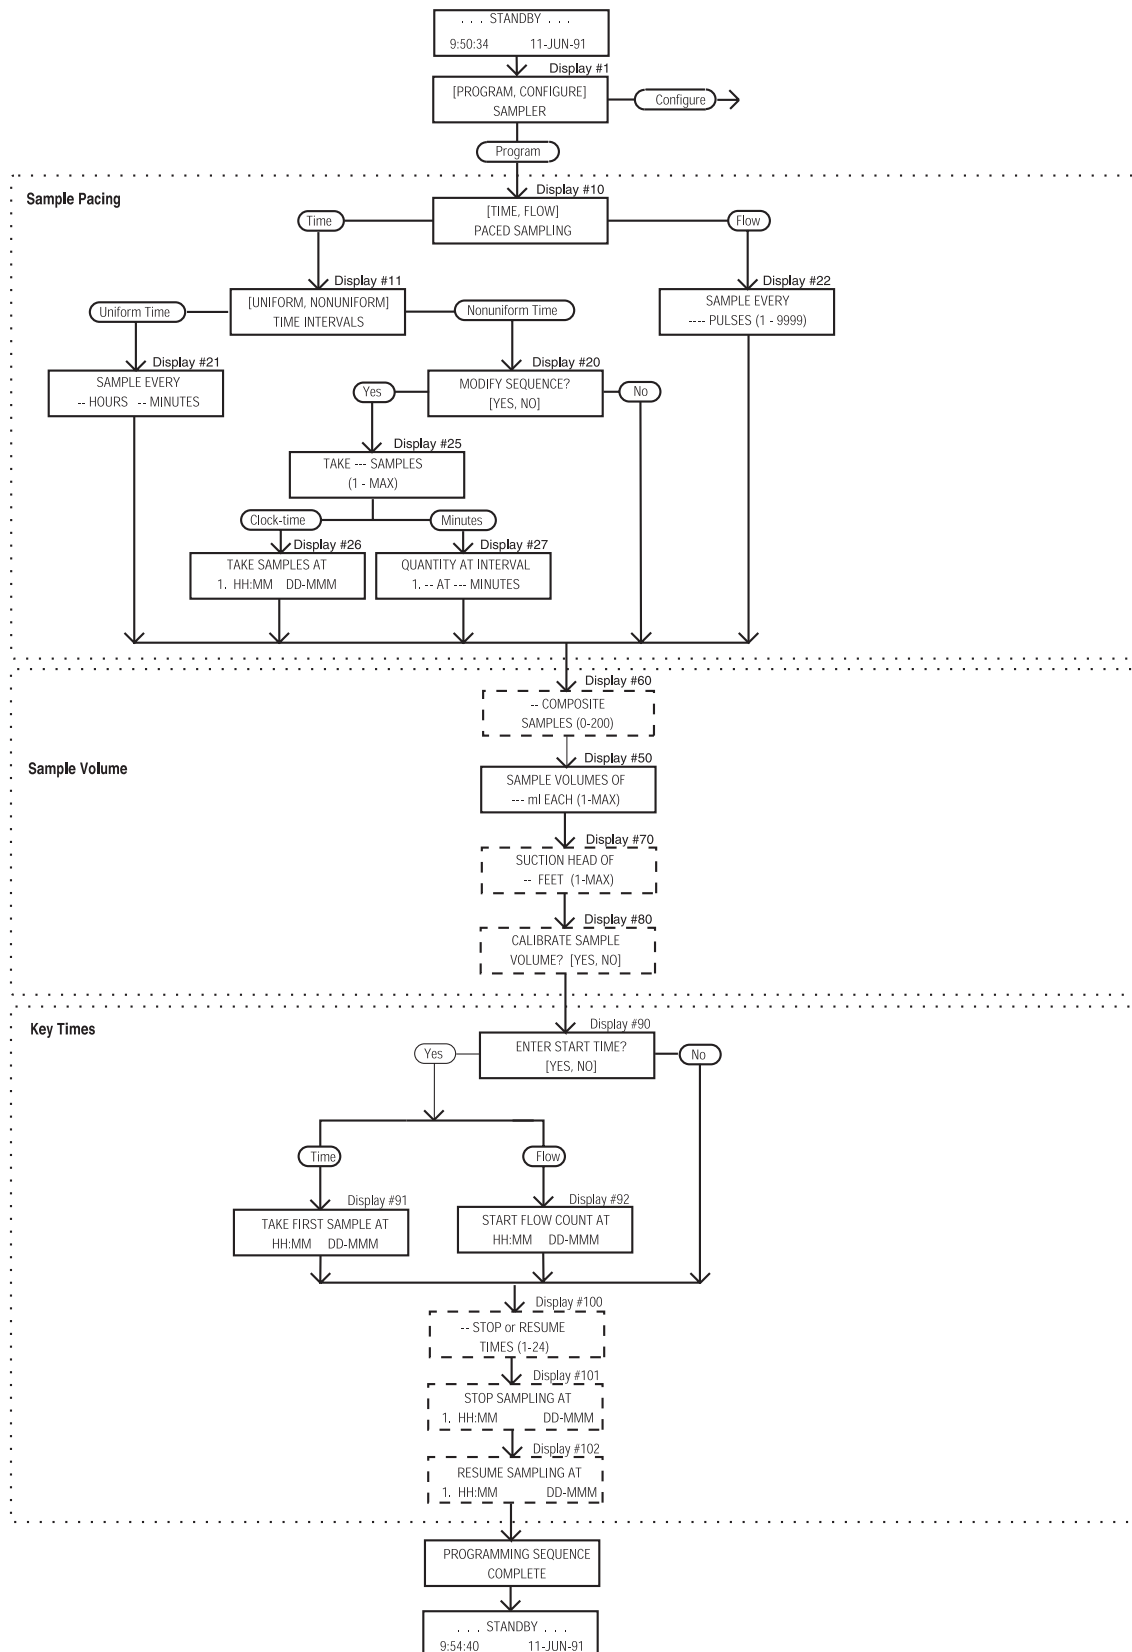 . . . STANDBY . . .
9:50:34 11-JUN-91
Display #1
[PROGRAM, CONFIGURE]
SAMPLER
Configure
Program
Sample Pacing
Display #10
[TIME, FLOW]
PACED SAMPLING
Time
Flow
Display #11
[UNIFORM, NONUNIFORM]
TIME INTERVALS
Display #22
SAMPLE EVERY
---- PULSES (1 - 9999)
Uniform Time
Nonuniform Time
Display #21
SAMPLE EVERY
-- HOURS -- MINUTES
Display #20
MODIFY SEQUENCE?
[YES, NO]
Yes
No
Display #25
TAKE --- SAMPLES
(1 - MAX)
Clock-time
Minutes
Display #26
TAKE SAMPLES AT
1. HH:MM DD-MMM
Display #27
QUANTITY AT INTERVAL
1. -- AT --- MINUTES
Display #60
-- COMPOSITE
SAMPLES (0-200)
Sample Volume
Display #50
SAMPLE VOLUMES OF
--- ml EACH (1-MAX)
Display #70
SUCTION HEAD OF
-- FEET (1-MAX)
Display #80
CALIBRATE SAMPLE
VOLUME? [YES, NO]
Key Times
Display #90
ENTER START TIME?
[YES, NO]
Yes
No
Time
Flow
Display #91
TAKE FIRST SAMPLE AT
HH:MM DD-MMM
Display #92
START FLOW COUNT AT
HH:MM DD-MMM
Display #100
-- STOP or RESUME
TIMES (1-24)
Display #101
STOP SAMPLING AT
1. HH:MM DD-MMM
Display #102
RESUME SAMPLING AT
1. HH:MM DD-MMM
PROGRAMMING SEQUENCE
COMPLETE
. . . STANDBY . . .
9:54:40 11-JUN-91